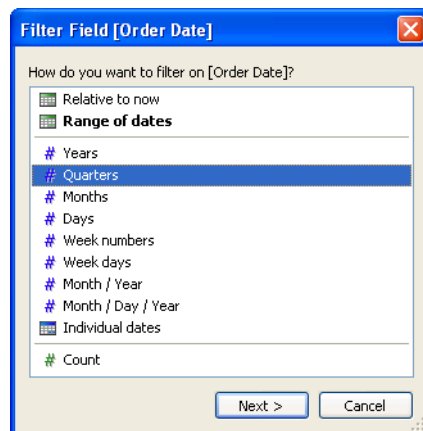 Filter Field [Order Date]
How do you want to filter on [Order Date]?
Relative to now
Range of dates
# Years
# Quarters
# Months
# Days
# Week numbers
# Week days
# Month / Year
# Month / Day / Year
Individual dates
# Count
Next >
Cancel